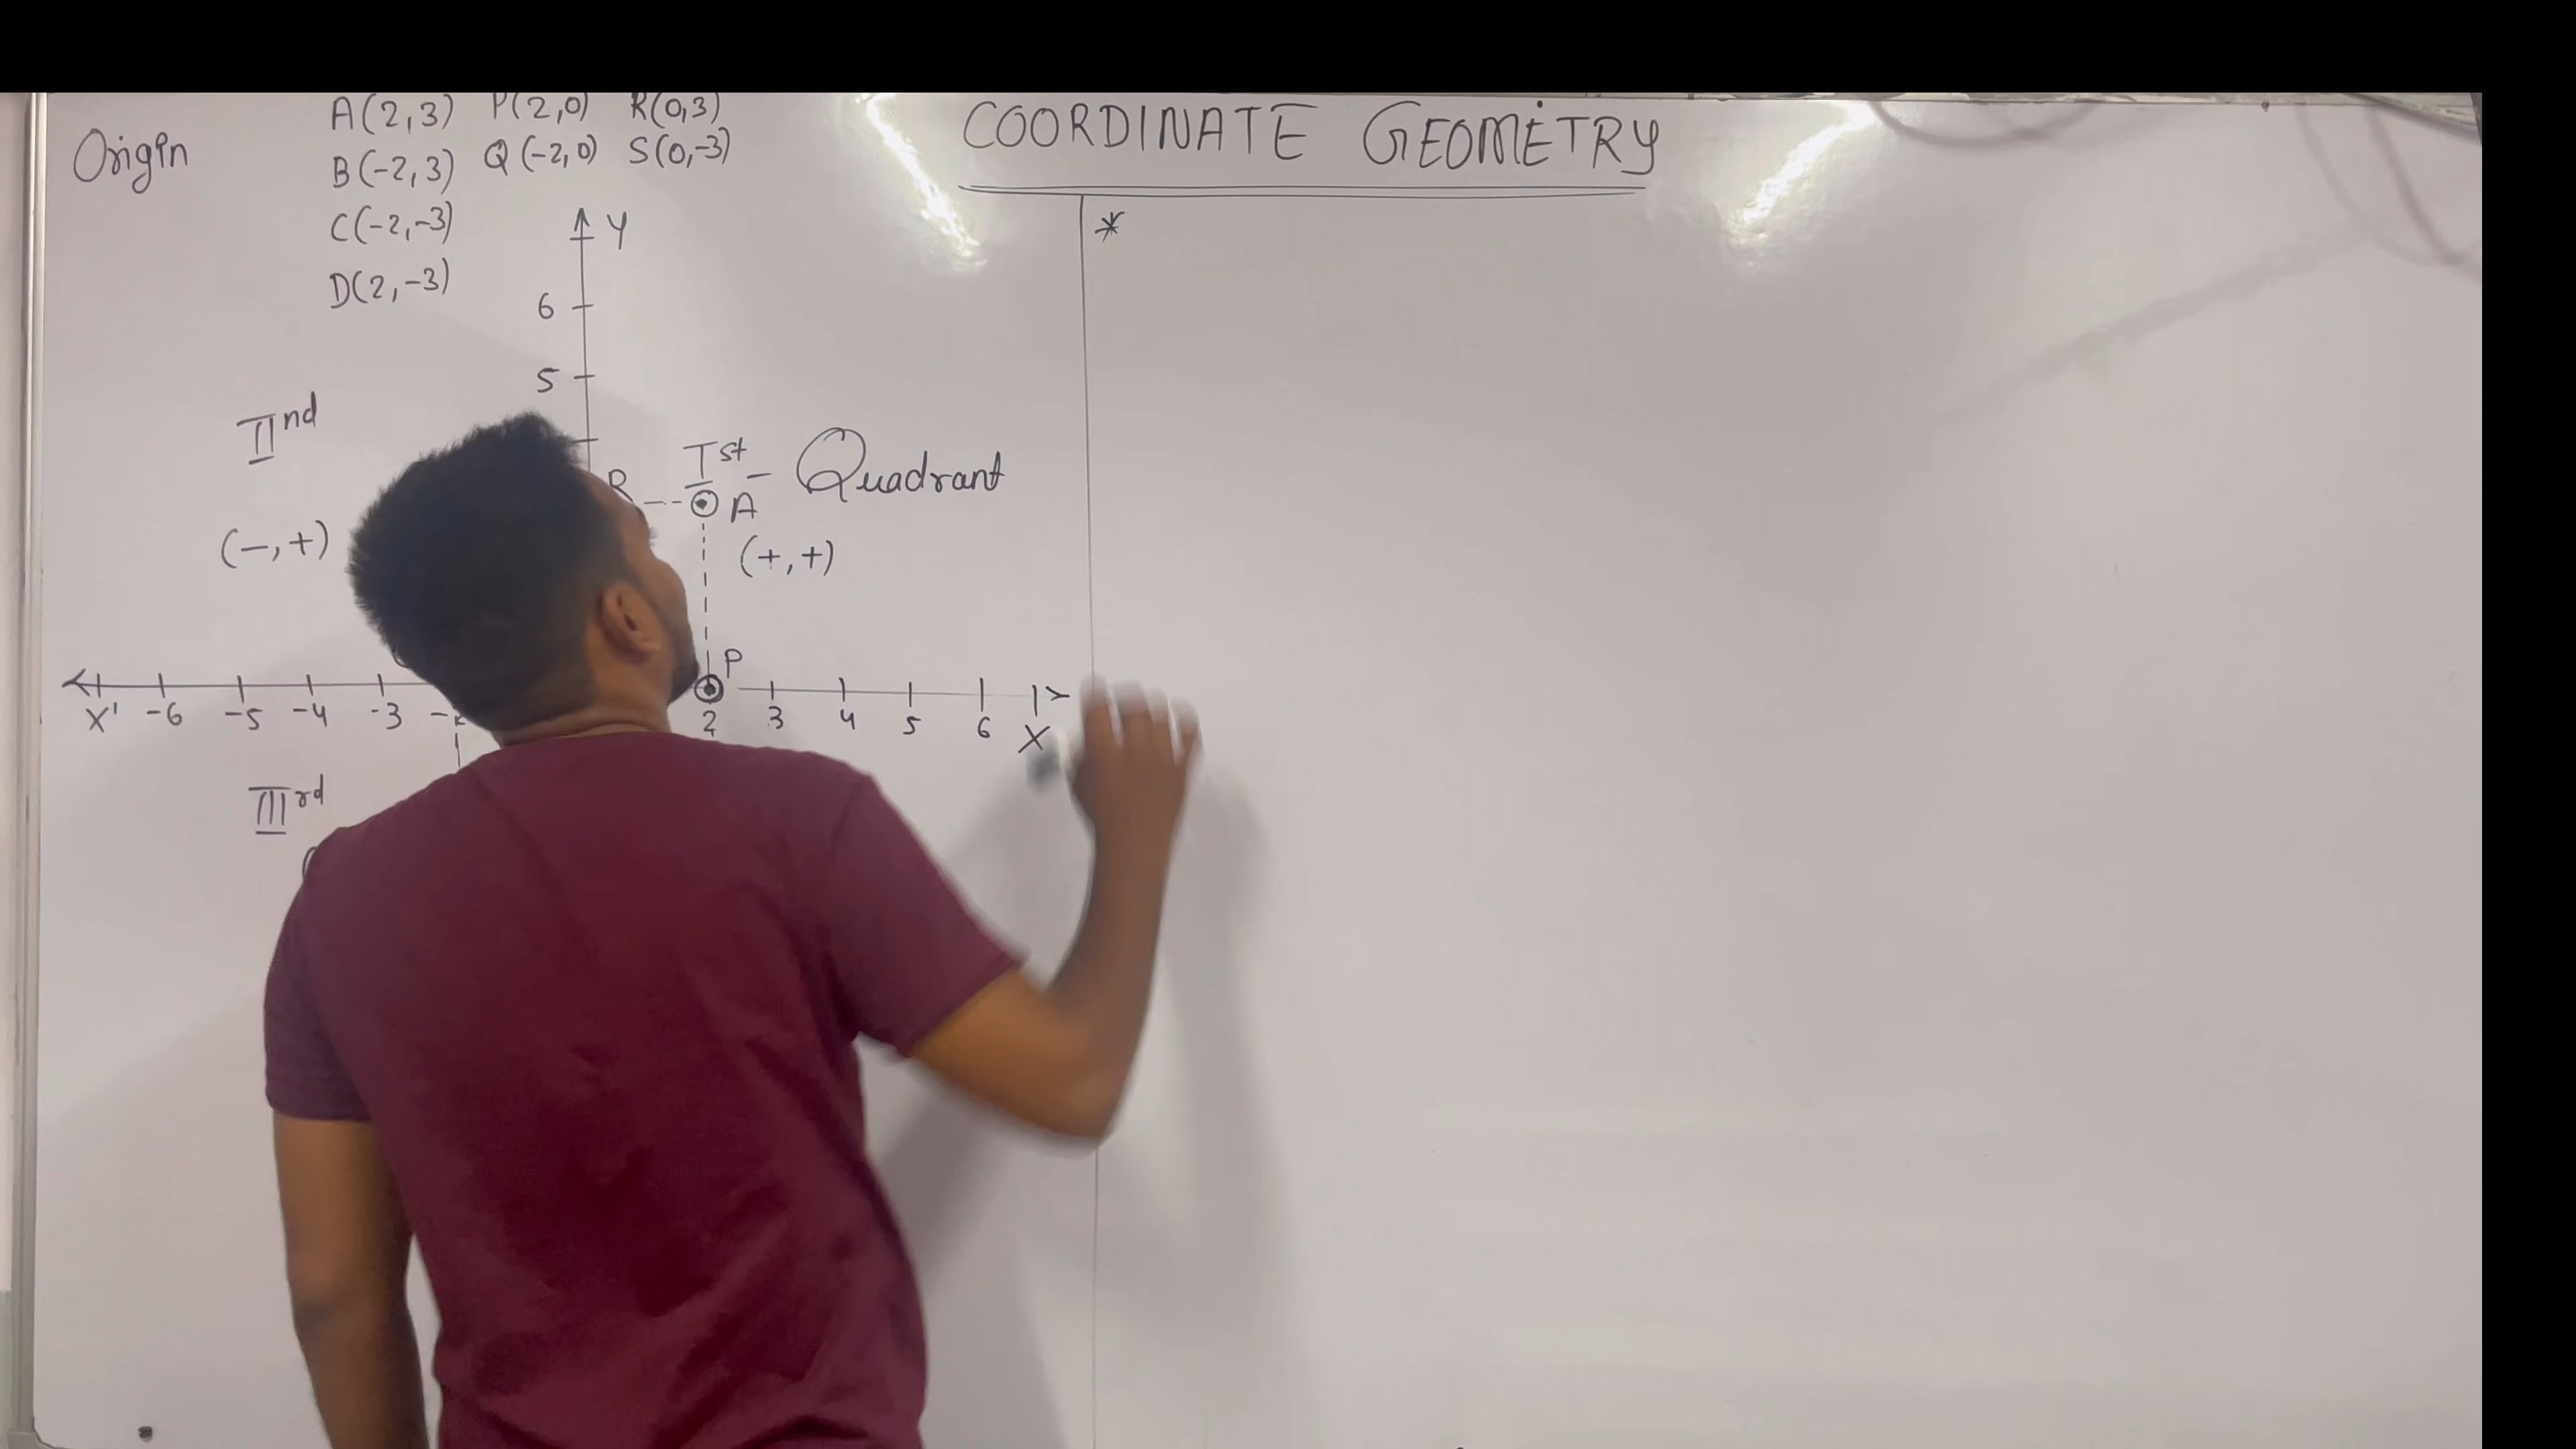 COORDINATE GEOMETRY
Origin
A(2,3) P(2,0) R(0,3)
B(-2,3) Q(-2,0) S(0,-3)
C(-2,-3)
D(2,-3)
Y
*
6
5
IInd
Ist - Quadrant
R
A
(-,+)
(+,+)
P
X' -6 -5 -4 -3 2 3 4 5 6 X
IIIrd